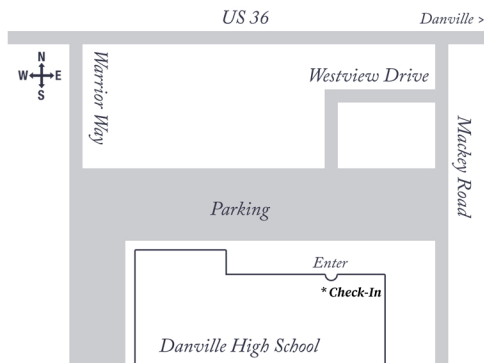 US 36
Danville >
N
W E
S
Warrior Way
Westview Drive
Mackey Road
Parking
Enter
* Check-In
Danville High School